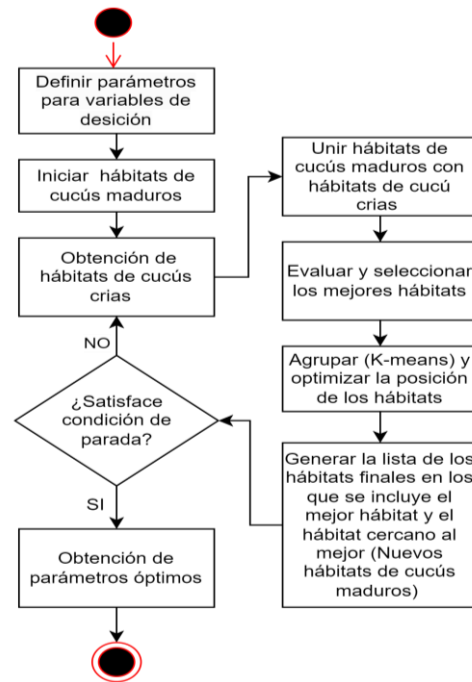 Definir parámetros
para variables de
desición
Iniciar hábitats de
cucús maduros
Obtención de
hábitats de cucús
crias
Unir hábitats de
cucús maduros con
hábitats de cucú
crias
Evaluar y seleccionar
los mejores hábitats
Agrupar (K-means) y
optimizar la posición
de los hábitats
Generar la lista de los
hábitats finales en los
que se incluye el
mejor hábitat y el
hábitat cercano al
mejor (Nuevos
hábitats de cucús
maduros)
¿Satisface
condición de
parada?
NO
SI
Obtención de
parámetros óptimos